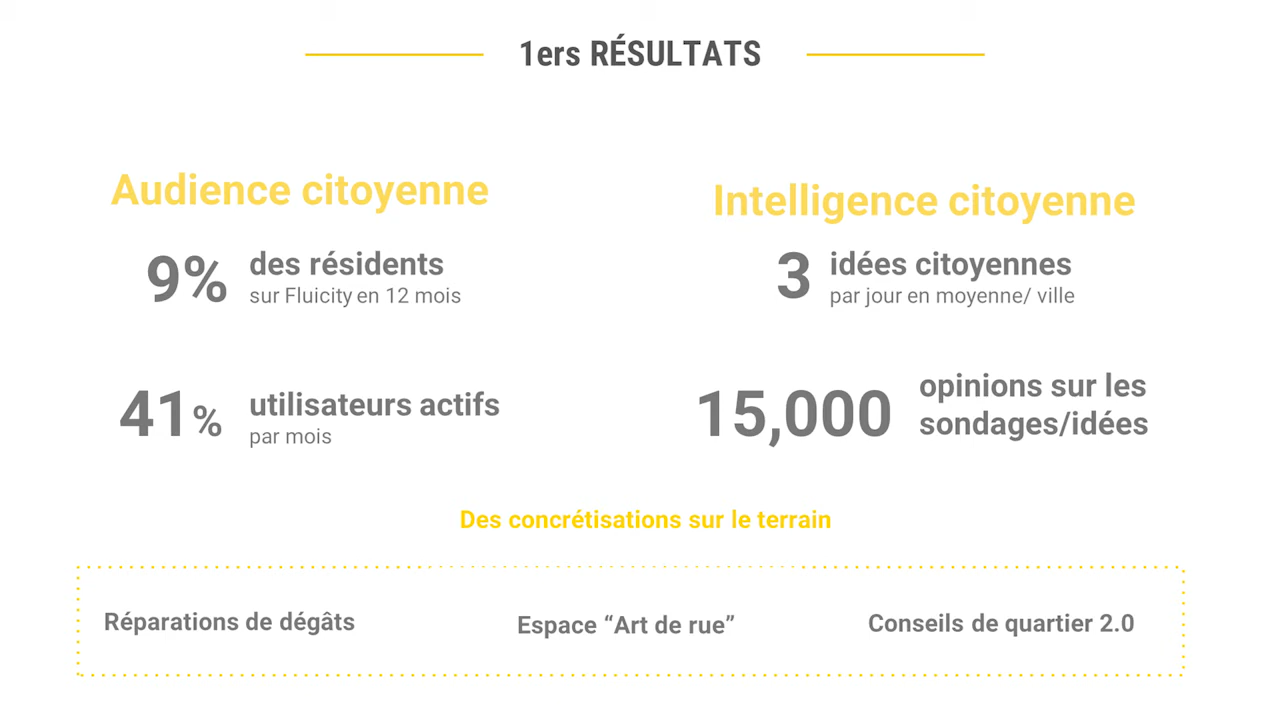 1ers RÉSULTATS
Audience citoyenne
9% des résidents
sur Fluicity en 12 mois
41% utilisateurs actifs
par mois
Intelligence citoyenne
3 idées citoyennes
par jour en moyenne/ ville
15,000 opinions sur les
sondages/idées
Des concrétisations sur le terrain
Réparations de dégâts
Espace “Art de rue”
Conseils de quartier 2.0